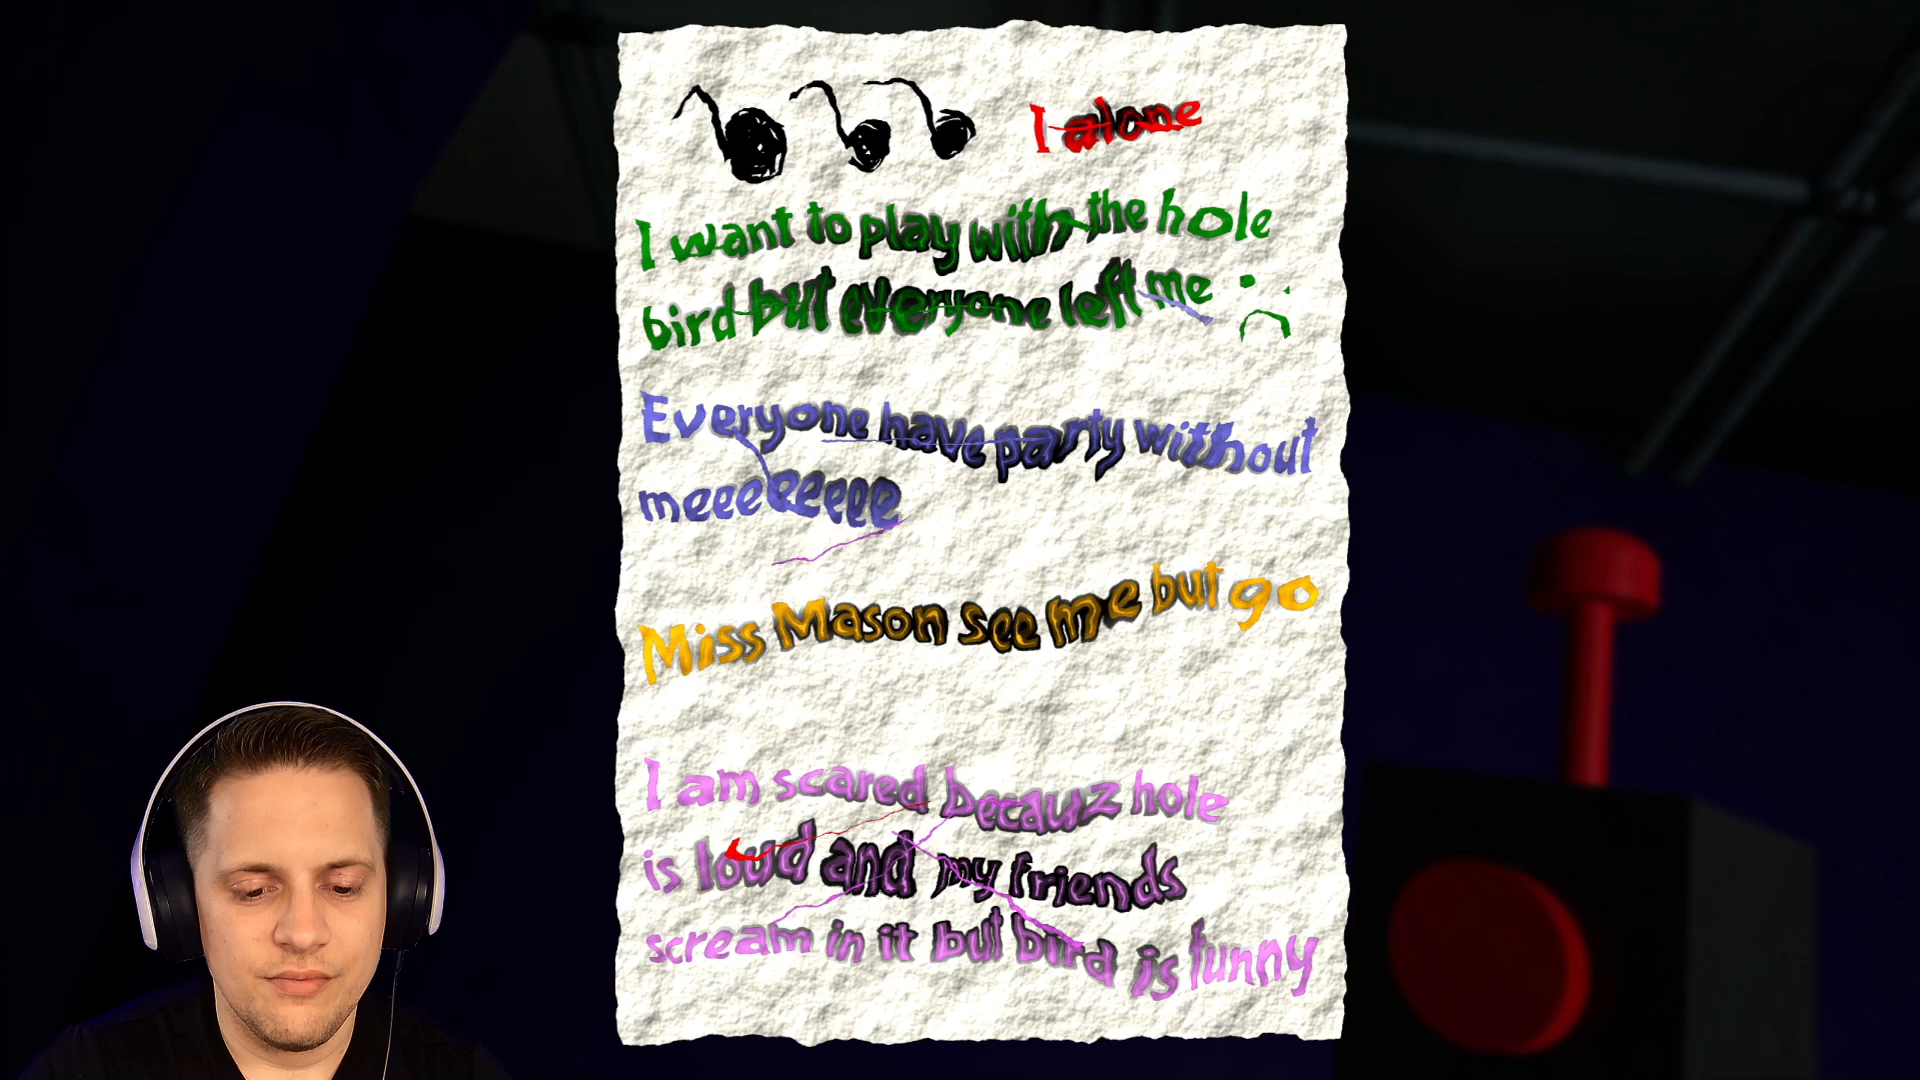 I alone
I want to play with the hole
bird but everyone left me
Everyone have party without
meeeeeeee
Miss Mason see me but go
I am scared becauz hole
is loud and my friends
scream in it but bird is funny